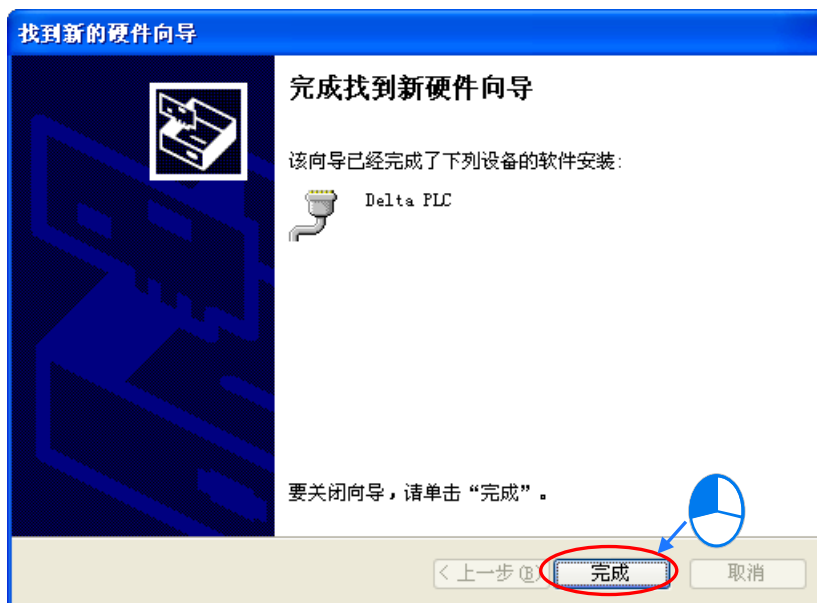 找到新的硬件向导
完成找到新硬件向导
该向导已经完成了下列设备的软件安装:
Delta PLC
要关闭向导，请单击“完成”。
< 上一步(B) 完成 取消